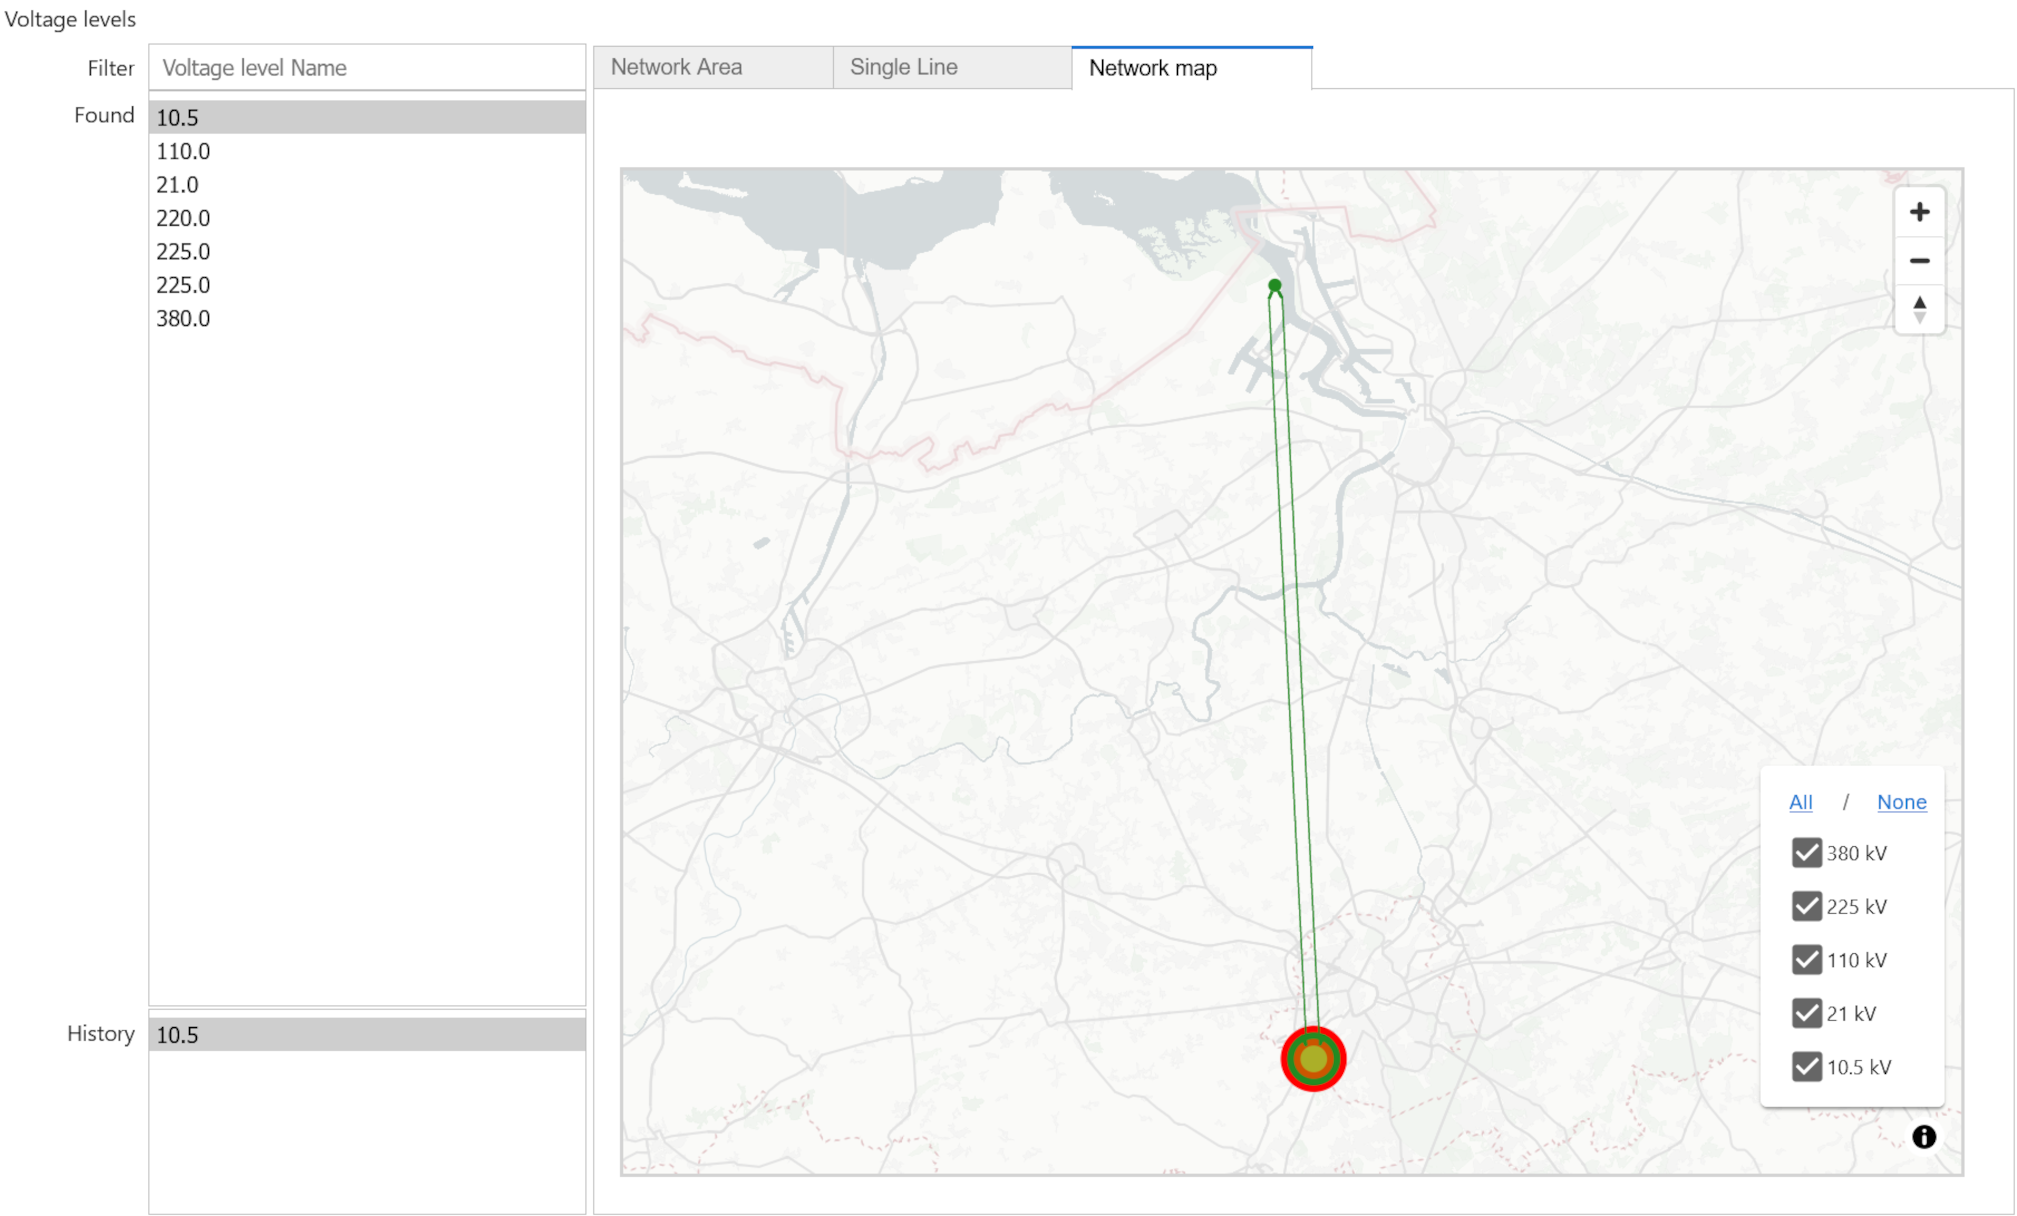 Voltage levels
Filter
Voltage level Name
Found
10.5
110.0
21.0
220.0
225.0
225.0
380.0
History
10.5
Network Area
Single Line
Network map
All / None
380 kV
225 kV
110 kV
21 kV
10.5 kV